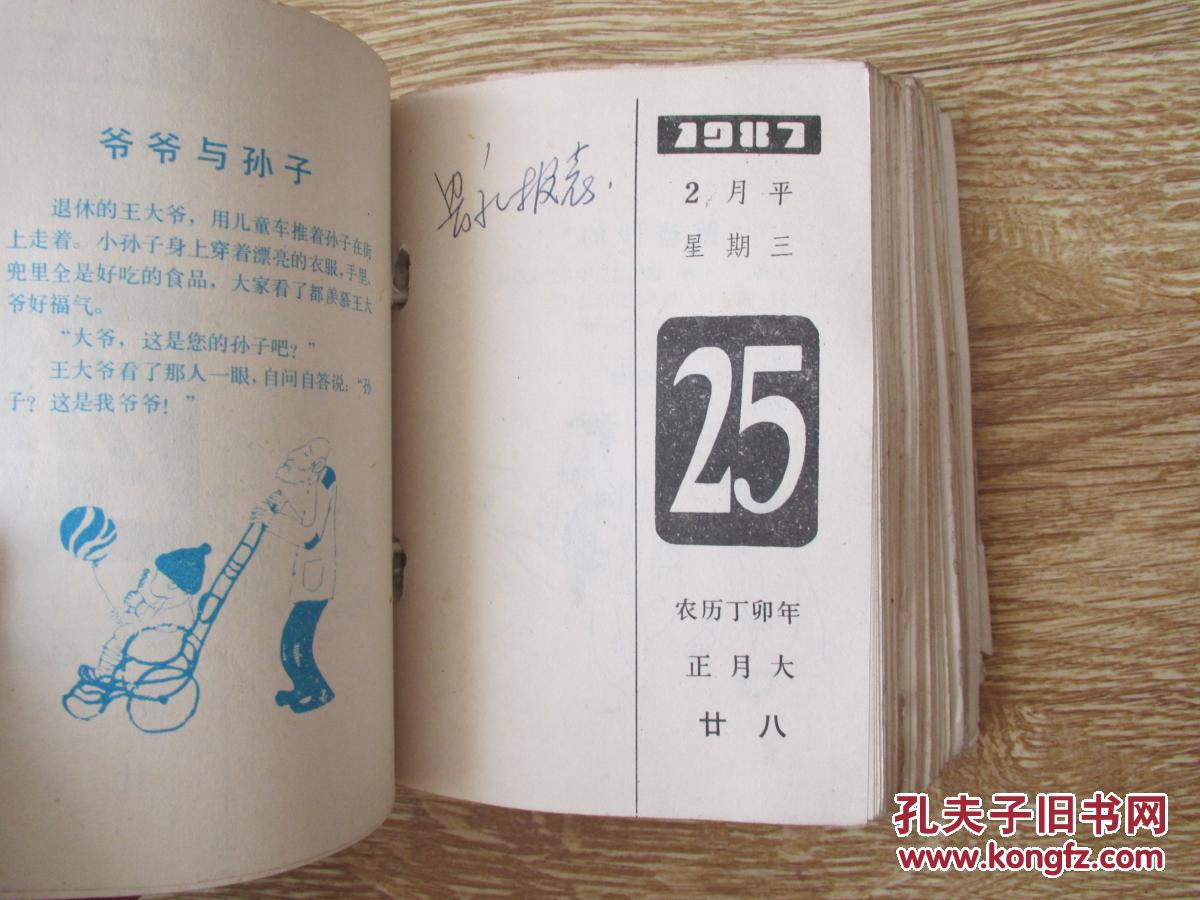 爷爷与孙子
退休的王大爷，用儿童车推着孙子在街
上走着。小孙子身上穿着漂亮的衣服，手里、
兜里全是好吃的食品，大家看了都羡慕王大
爷好福气。
“大爷，这是您的孙子吧？”
王大爷看了那人一眼，自问自答说：“孙
子？这是我爷爷！”
报表.
1987
2月平
星期三
25
农历丁卯年
正月大
廿八
孔夫子旧书网
www.kongfz.com